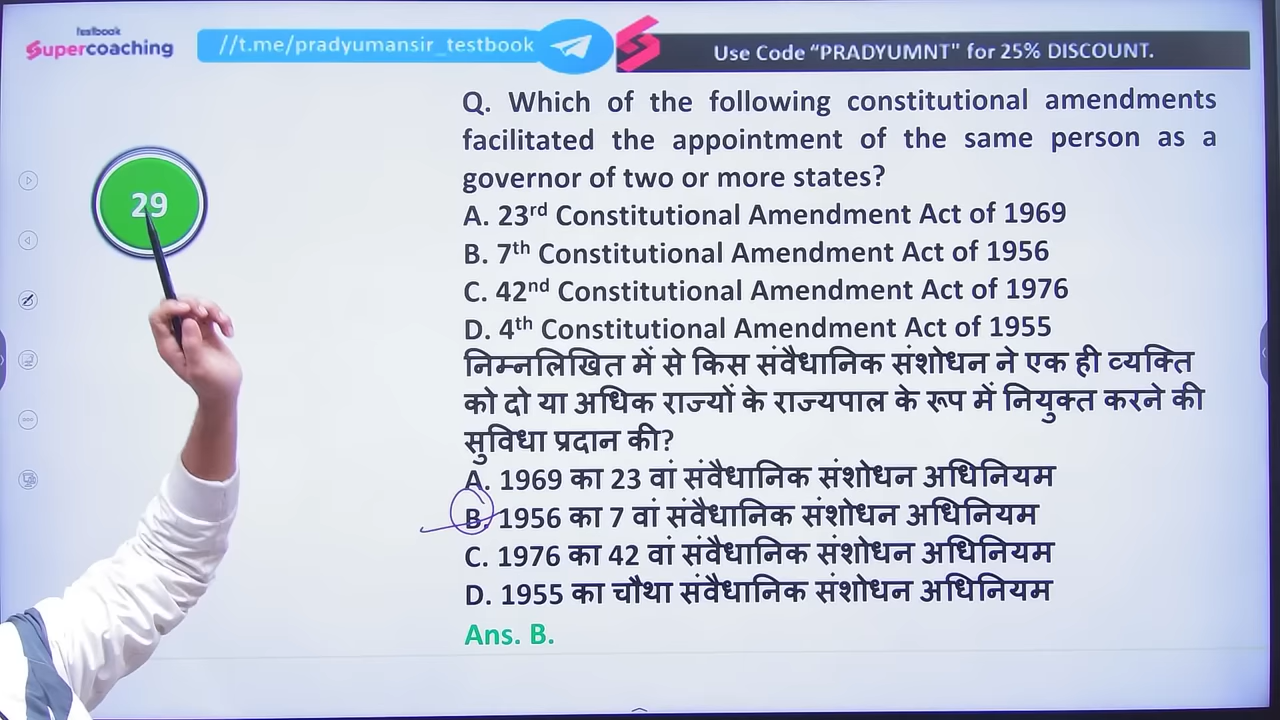 testbook
Supercoaching
//t.me/pradyumansir_testbook
Use Code “PRADYUMNT" for 25% DISCOUNT.
29
Q. Which of the following constitutional amendments
facilitated the appointment of the same person as a
governor of two or more states?
A. 23rd Constitutional Amendment Act of 1969
B. 7th Constitutional Amendment Act of 1956
C. 42nd Constitutional Amendment Act of 1976
D. 4th Constitutional Amendment Act of 1955
निम्नलिखित में से किस संवैधानिक संशोधन ने एक ही व्यक्ति
को दो या अधिक राज्यों के राज्यपाल के रूप में नियुक्त करने की
सुविधा प्रदान की?
A. 1969 का 23 वां संवैधानिक संशोधन अधिनियम
B. 1956 का 7 वां संवैधानिक संशोधन अधिनियम
C. 1976 का 42 वां संवैधानिक संशोधन अधिनियम
D. 1955 का चौथा संवैधानिक संशोधन अधिनियम
Ans. B.